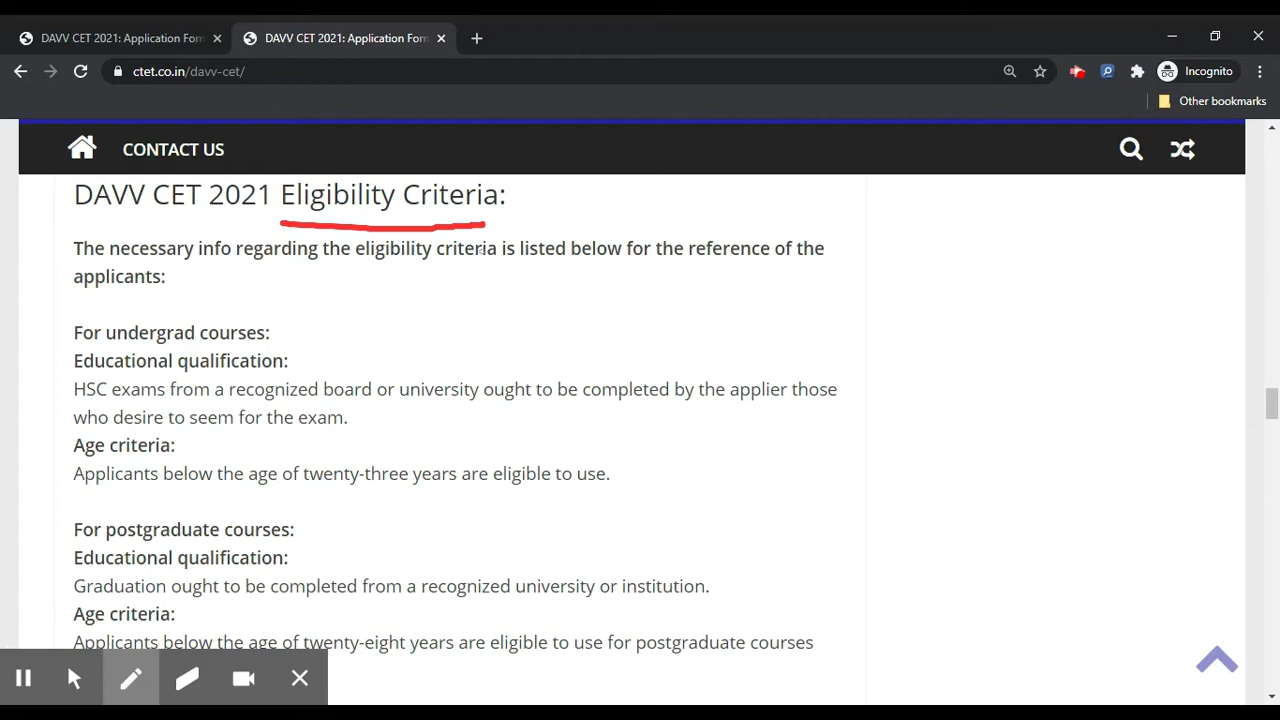 DAVV CET 2021: Application Forn
DAVV CET 2021: Application Forn
ctet.co.in/davv-cet/
Incognito
Other bookmarks
CONTACT US
DAVV CET 2021 Eligibility Criteria:
The necessary info regarding the eligibility criteria is listed below for the reference of the
applicants:
For undergrad courses:
Educational qualification:
HSC exams from a recognized board or university ought to be completed by the applier those
who desire to seem for the exam.
Age criteria:
Applicants below the age of twenty-three years are eligible to use.
For postgraduate courses:
Educational qualification:
Graduation ought to be completed from a recognized university or institution.
Age criteria:
Applicants below the age of twenty-eight years are eligible to use for postgraduate courses